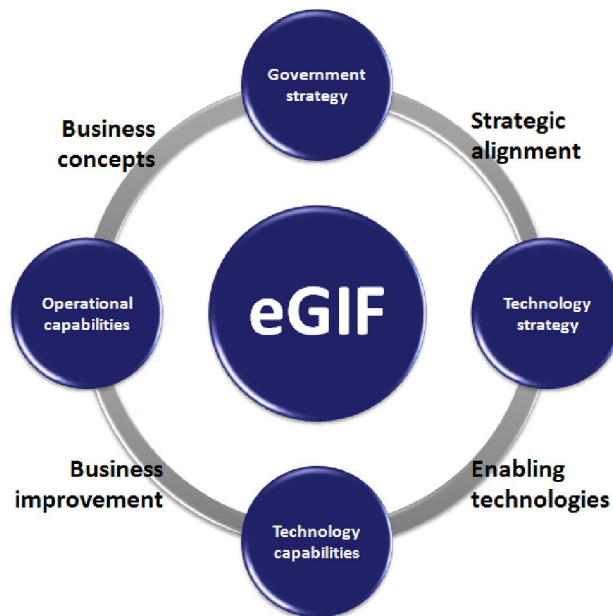 Government
strategy
Business
concepts
Strategic
alignment
Operational
capabilities
eGIF
Technology
strategy
Business
improvement
Enabling
technologies
Technology
capabilities